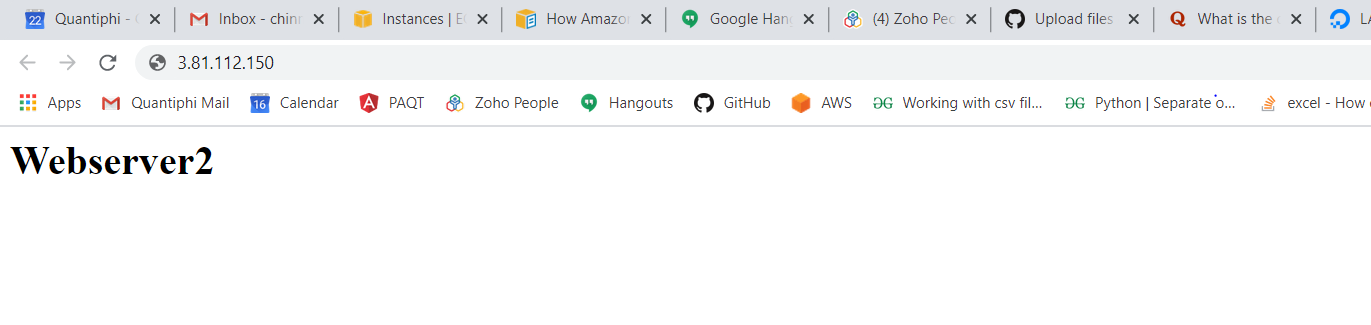 22 Quantiphi - Inbox - chinn Instances | E How Amazon Google Hang (4) Zoho Peo Upload files What is the Q LA
3.81.112.150
Apps Quantiphi Mail 16 Calendar PAQT Zoho People Hangouts GitHub AWS Working with csv fil... Python | Separate o... excel - How
Webserver2